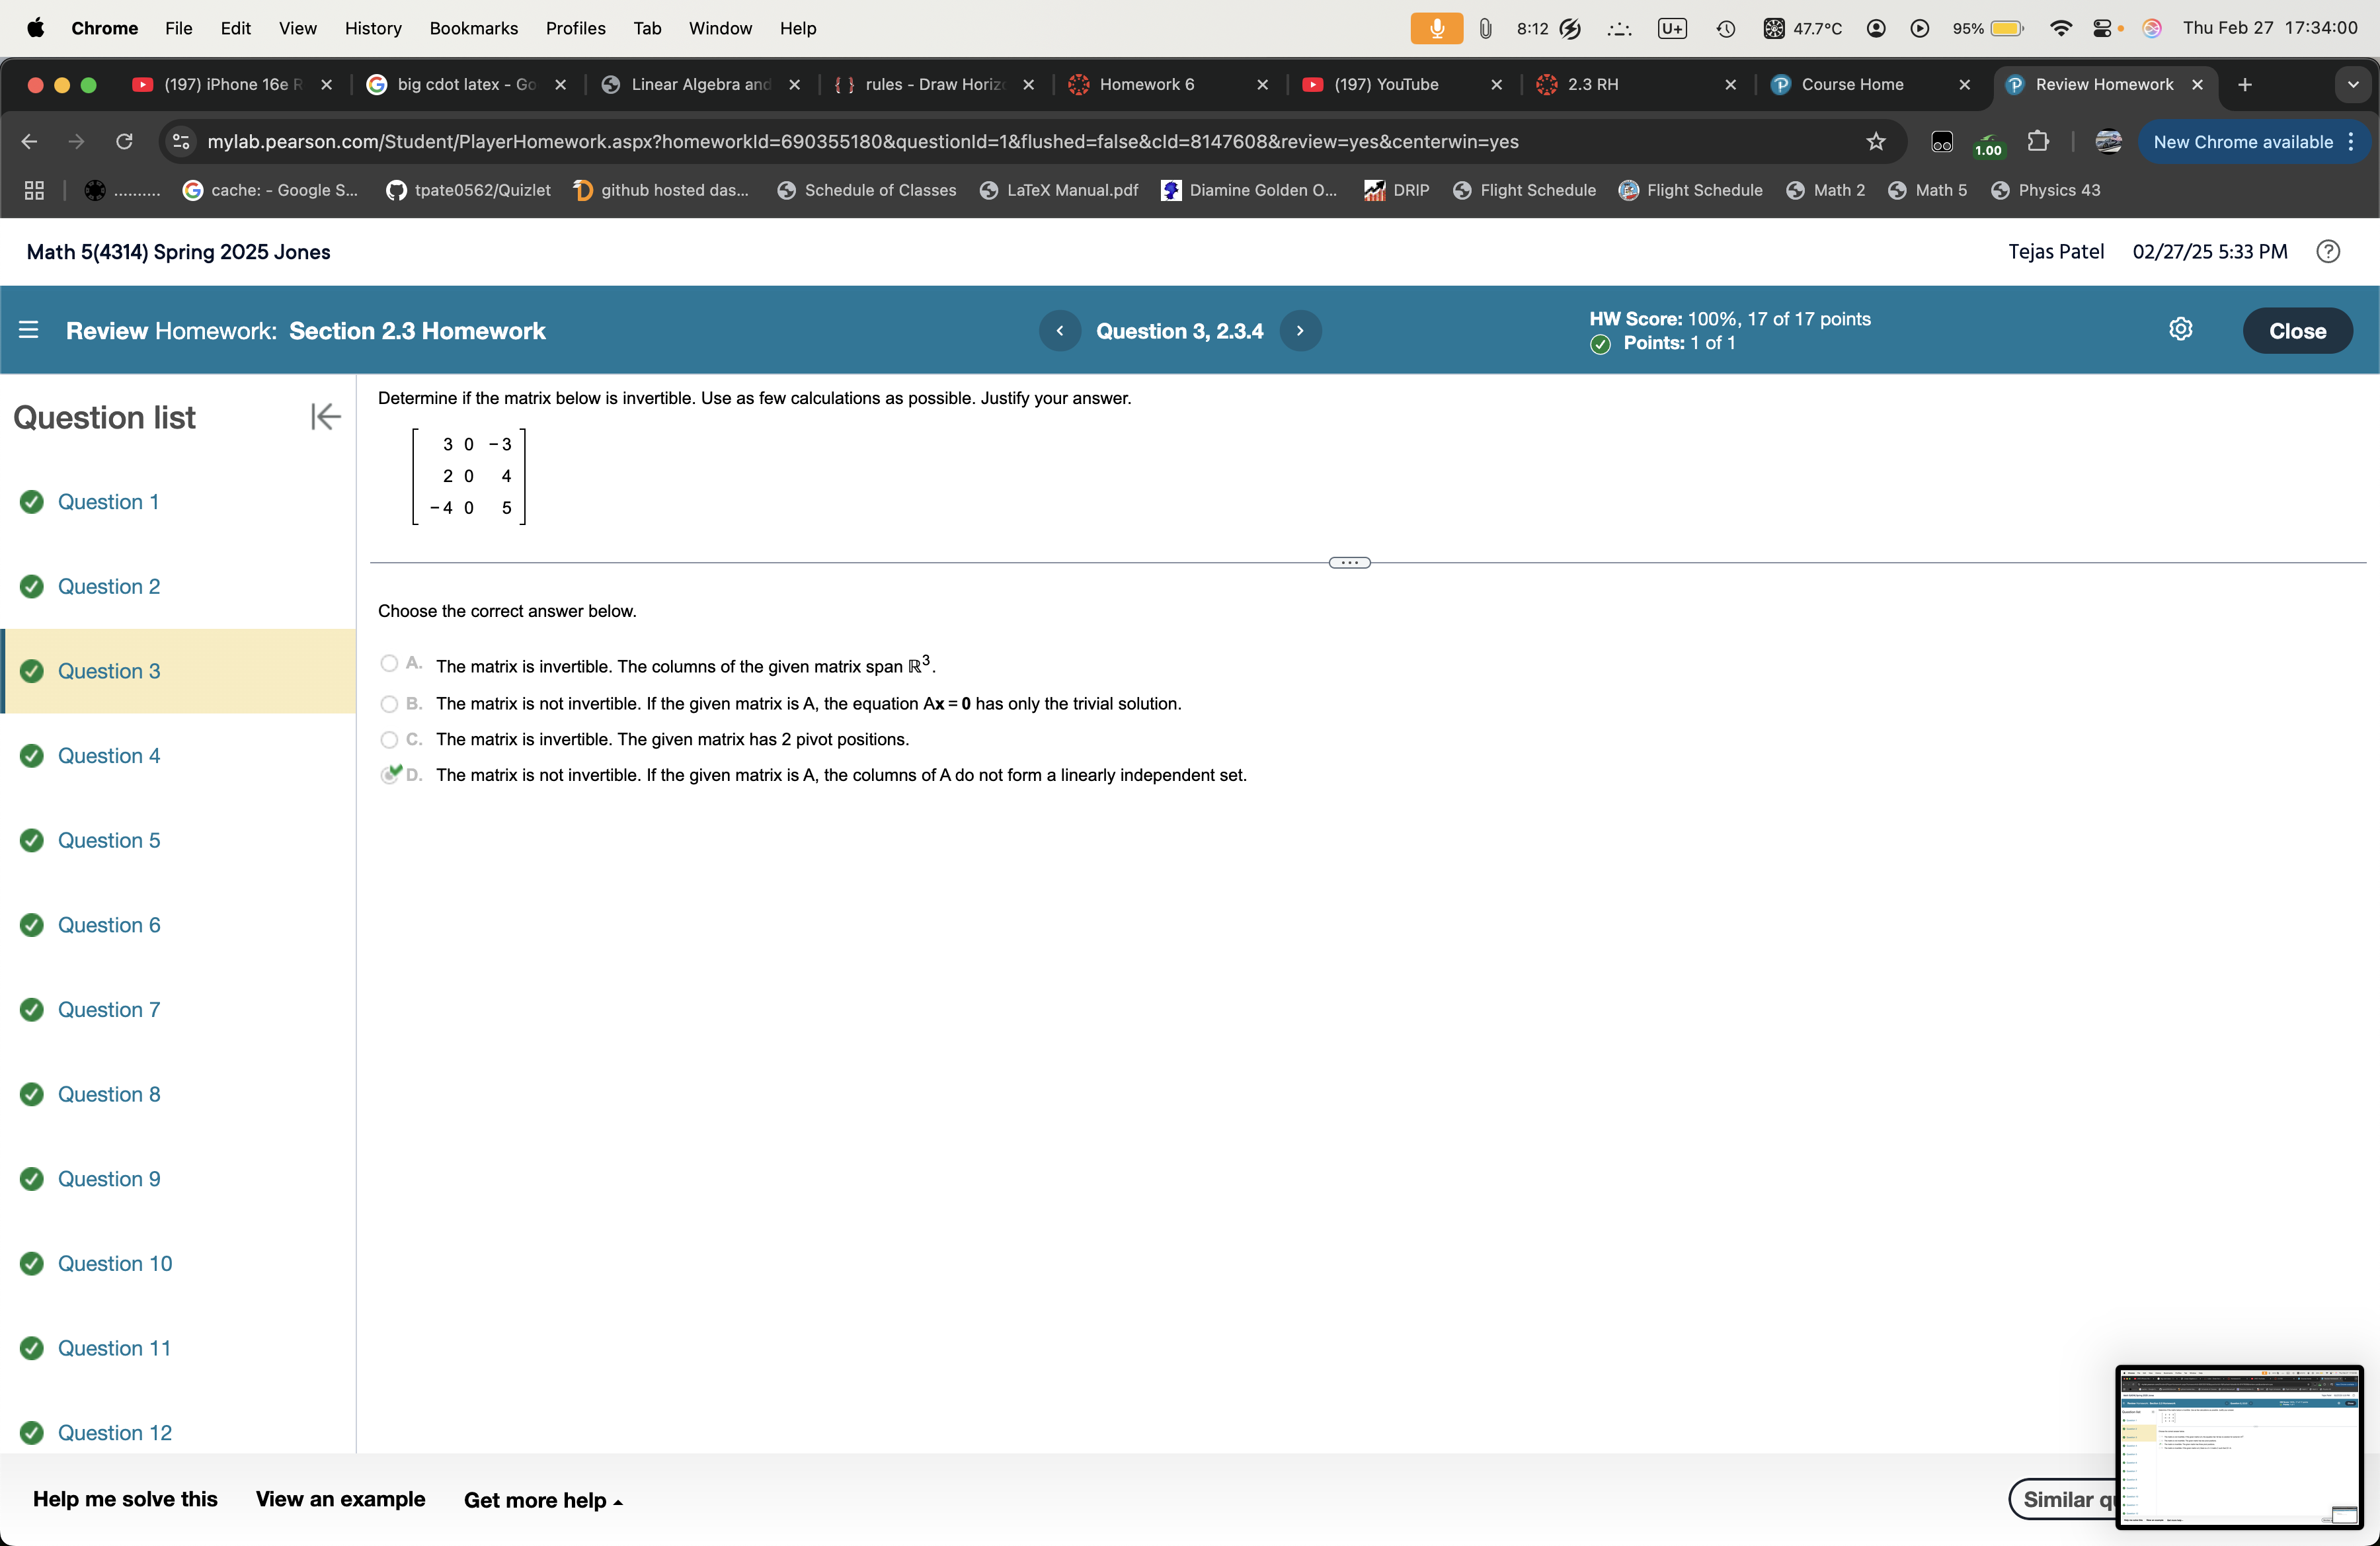 Chrome File Edit View History Bookmarks Profiles Tab Window Help 8:12 U+ 47.7°C 95% Thu Feb 27 17:34:00
(197) iPhone 16e R big cdot latex - Go Linear Algebra and rules - Draw Horizo Homework 6 (197) YouTube 2.3 RH Course Home Review Homework
mylab.pearson.com/Student/PlayerHomework.aspx?homeworkId=690355180&questionId=1&flushed=false&cId=8147608&review=yes&centerwin=yes 1.00 New Chrome available
.......... cache: - Google S... tpate0562/Quizlet github hosted das... Schedule of Classes LaTeX Manual.pdf Diamine Golden O... DRIP Flight Schedule Flight Schedule Math 2 Math 5 Physics 43
Math 5(4314) Spring 2025 Jones Tejas Patel 02/27/25 5:33 PM ?
Review Homework: Section 2.3 Homework Question 3, 2.3.4 HW Score: 100%, 17 of 17 points
Points: 1 of 1
Close
Question list
Question 1
Question 2
Question 3
Question 4
Question 5
Question 6
Question 7
Question 8
Question 9
Question 10
Question 11
Question 12
Determine if the matrix below is invertible. Use as few calculations as possible. Justify your answer.
3 0 −3
2 0 4
−4 0 5
Choose the correct answer below.
A. The matrix is invertible. The columns of the given matrix span ℝ³.
B. The matrix is not invertible. If the given matrix is A, the equation Ax = 0 has only the trivial solution.
C. The matrix is invertible. The given matrix has 2 pivot positions.
D. The matrix is not invertible. If the given matrix is A, the columns of A do not form a linearly independent set.
Help me solve this View an example Get more help Similar q